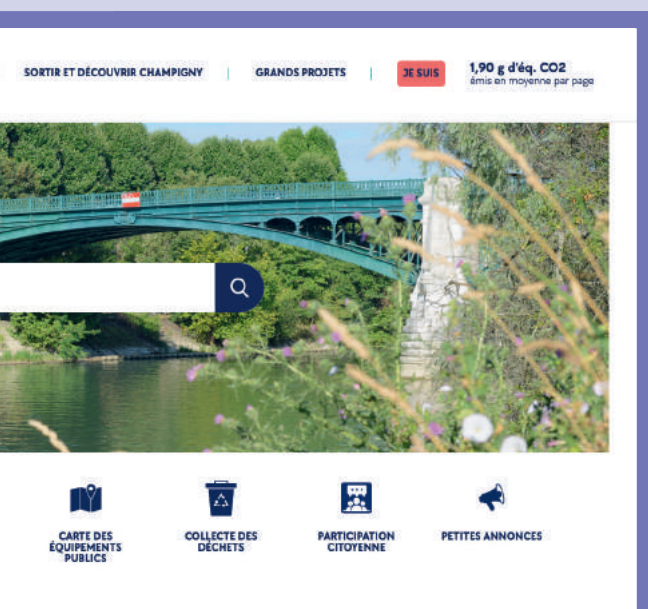 SORTIR ET DÉCOUVRIR CHAMPIGNY
GRANDS PROJETS
JE SUIS
1,90 g d'éq. CO2
émis en moyenne par page
CARTE DES
ÉQUIPEMENTS
PUBLICS
COLLECTE DES
DÉCHETS
PARTICIPATION
CITOYENNE
PETITES ANNONCES